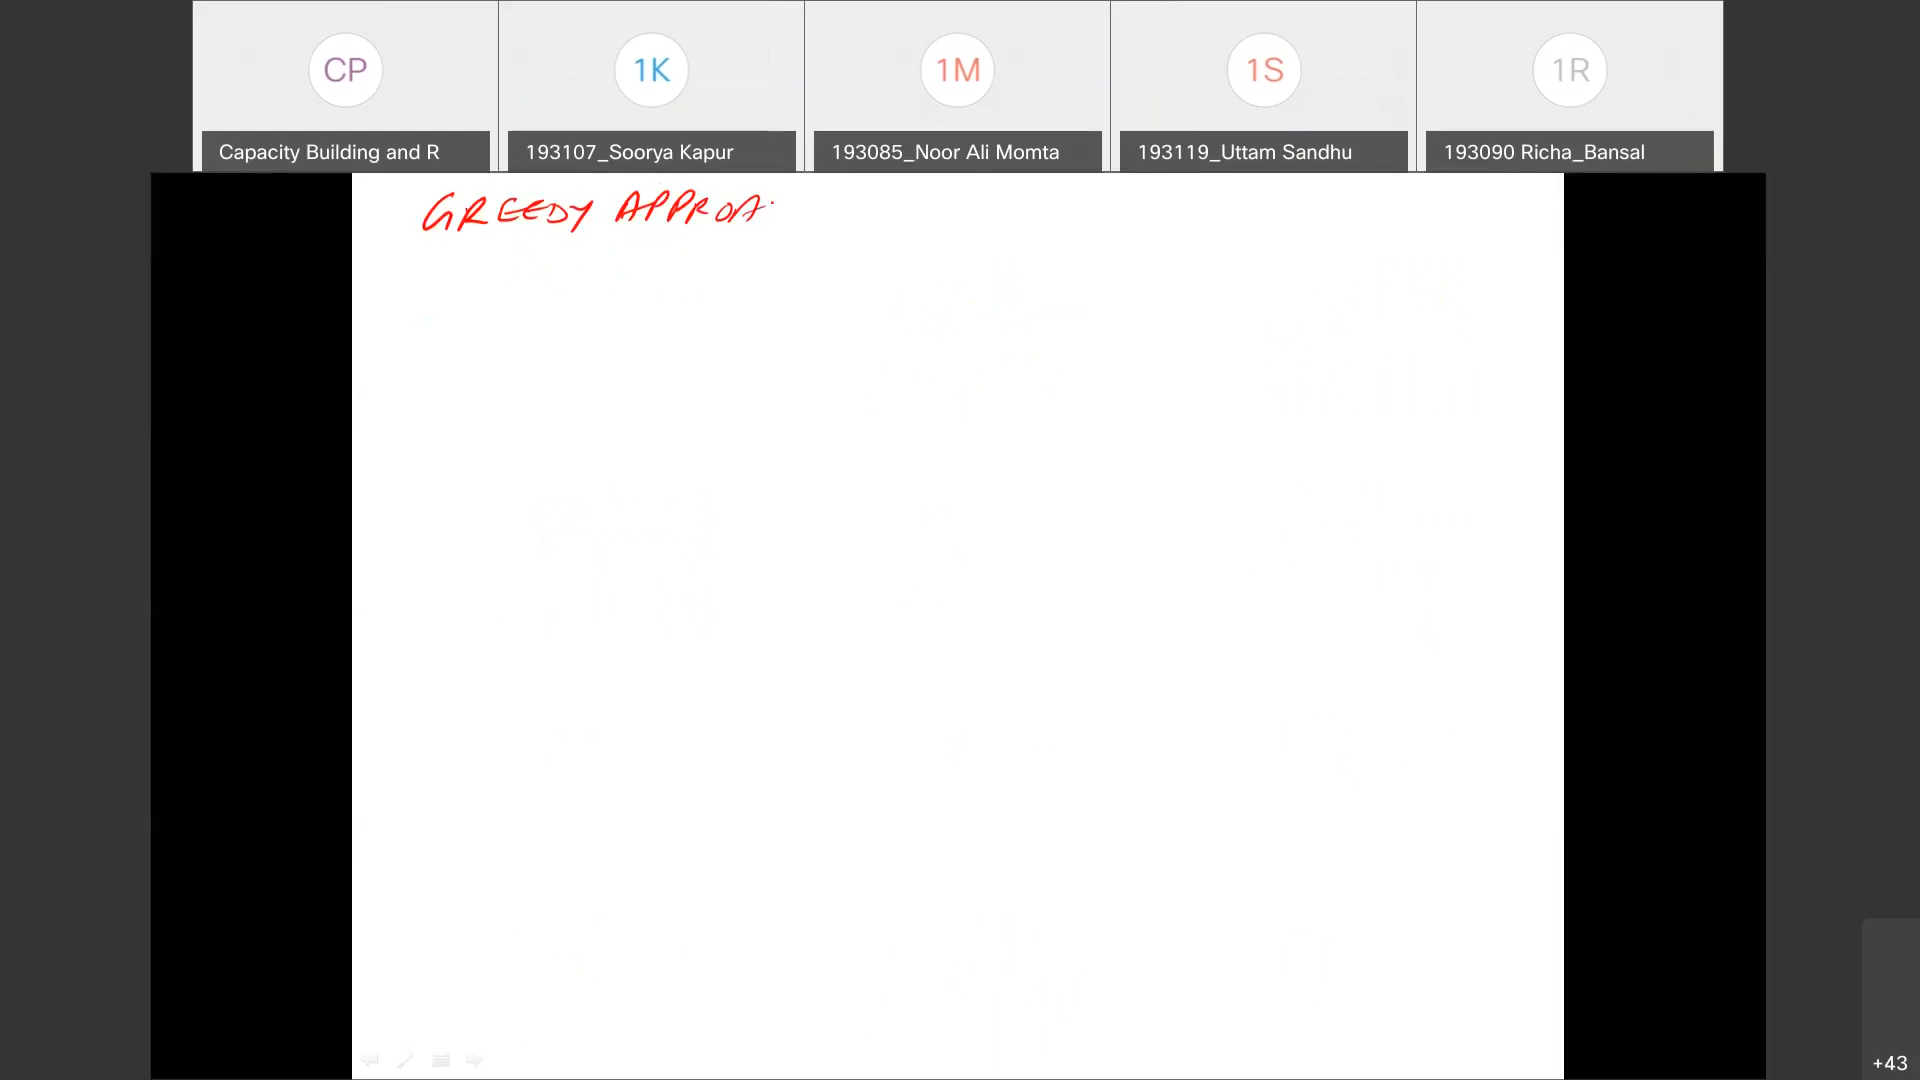 CP 1K 1M 1S 1R
Capacity Building and R 193107_Soorya Kapur 193085_Noor Ali Momta 193119_Uttam Sandhu 193090 Richa_Bansal
GREEDY APPROA
+43